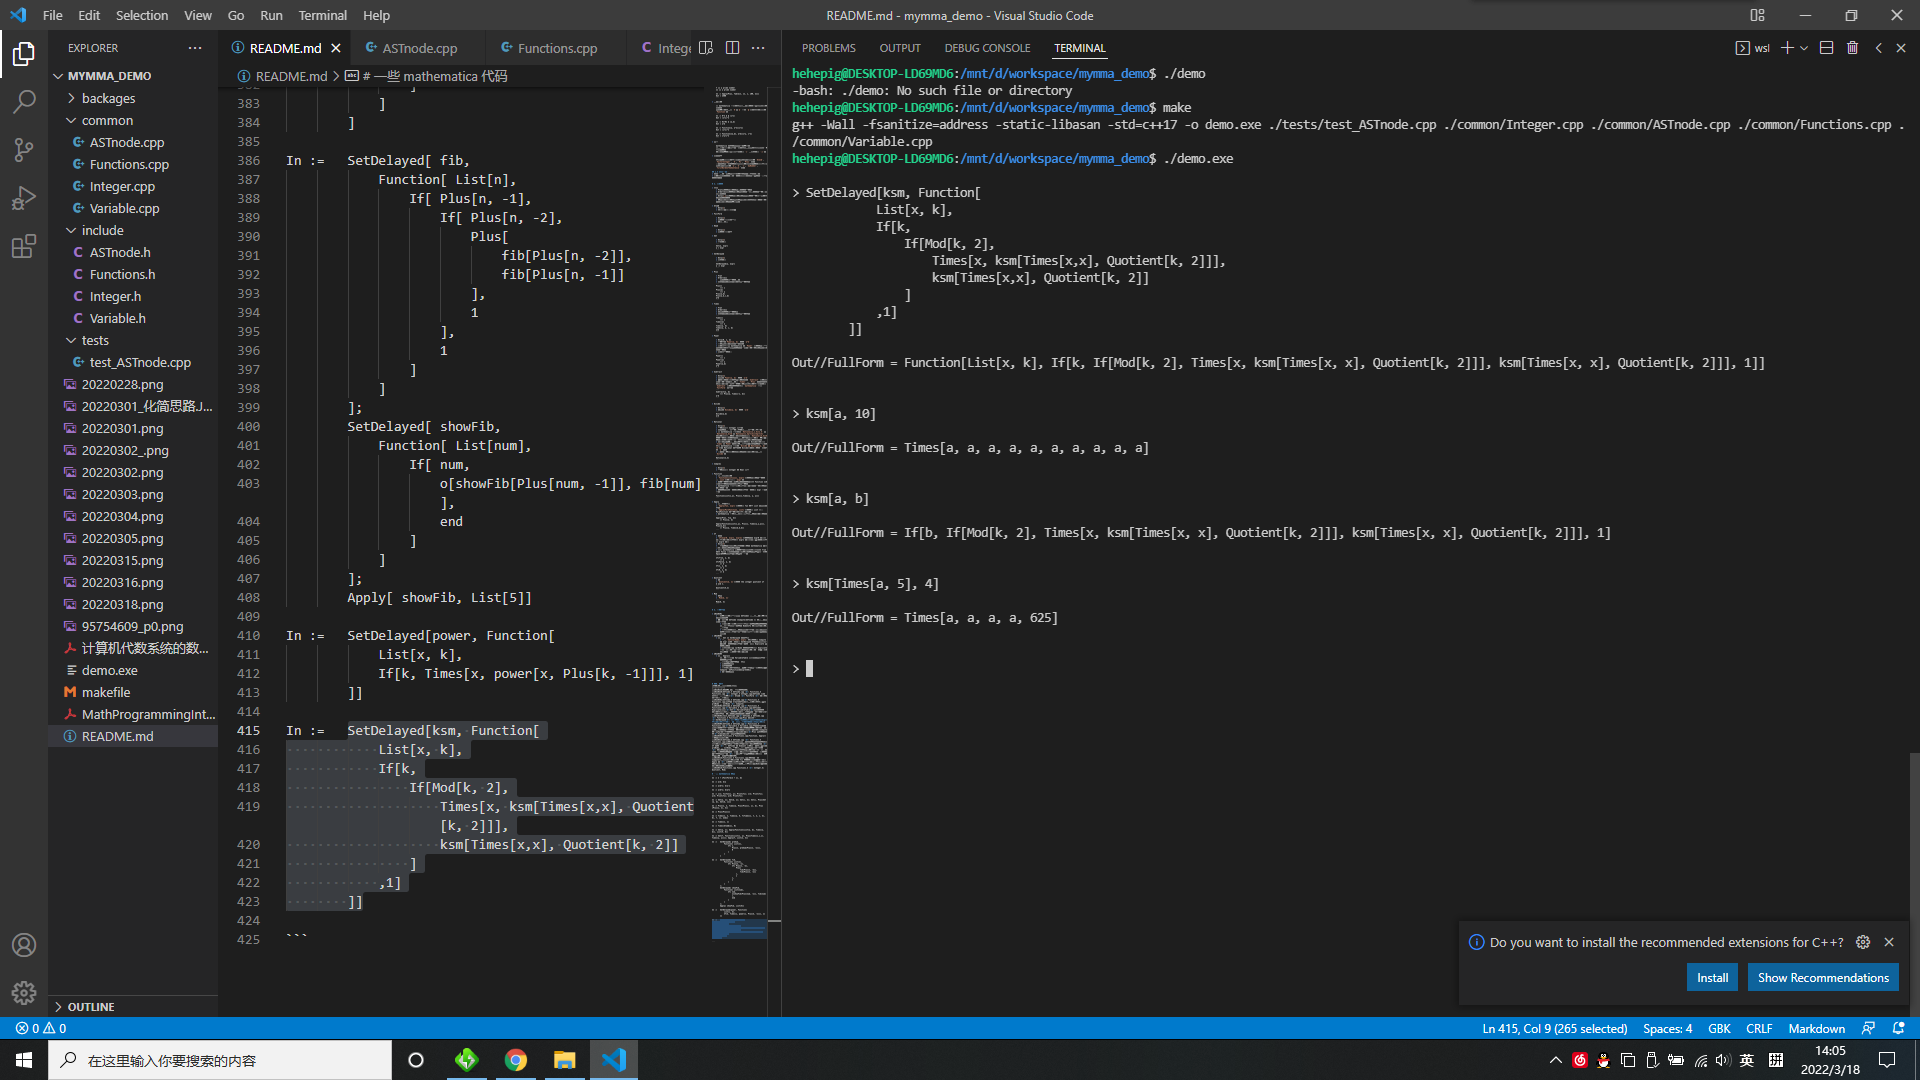 File Edit Selection View Go Run Terminal Help
README.md - mymma_demo - Visual Studio Code
EXPLORER
MYMMA_DEMO
backages
common
ASTnode.cpp
Functions.cpp
Integer.cpp
Variable.cpp
include
ASTnode.h
Functions.h
Integer.h
Variable.h
tests
test_ASTnode.cpp
20220228.png
20220301_化简思路.J...
20220301.png
20220302_.png
20220302.png
20220303.png
20220304.png
20220305.png
20220315.png
20220316.png
20220318.png
95754609_p0.png
计算机代数系统的数...
demo.exe
makefile
MathProgrammingInt...
README.md
OUTLINE
README.md ASTnode.cpp Functions.cpp Intege
README.md > # 一些 mathematica 代码
383 ]
384 ]
385
386 In := SetDelayed[ fib,
387 Function[ List[n],
388 If[ Plus[n, -1],
389 If[ Plus[n, -2],
390 Plus[
391 fib[Plus[n, -2]],
392 fib[Plus[n, -1]]
393 ],
394 1
395 ],
396 1
397 ]
398 ]
399 ];
400 SetDelayed[ showFib,
401 Function[ List[num],
402 If[ num,
403 o[showFib[Plus[num, -1]], fib[num]
],
404 end
405 ]
406 ]
407 ];
408 Apply[ showFib, List[5]]
409
410 In := SetDelayed[power, Function[
411 List[x, k],
412 If[k, Times[x, power[x, Plus[k, -1]]], 1]
413 ]]
414
415 In := SetDelayed[ksm, Function[
416 List[x, k],
417 If[k,
418 If[Mod[k, 2],
419 Times[x, ksm[Times[x,x], Quotient
[k, 2]]],
420 ksm[Times[x,x], Quotient[k, 2]]
421 ]
422 ,1]
423 ]]
424
425 ```
PROBLEMS OUTPUT DEBUG CONSOLE TERMINAL
wsl
hehepig@DESKTOP-LD69MD6:/mnt/d/workspace/mymma_demo$ ./demo
-bash: ./demo: No such file or directory
hehepig@DESKTOP-LD69MD6:/mnt/d/workspace/mymma_demo$ make
g++ -Wall -fsanitize=address -static-libasan -std=c++17 -o demo.exe ./tests/test_ASTnode.cpp ./common/Integer.cpp ./common/ASTnode.cpp ./common/Functions.cpp .
/common/Variable.cpp
hehepig@DESKTOP-LD69MD6:/mnt/d/workspace/mymma_demo$ ./demo.exe
> SetDelayed[ksm, Function[
List[x, k],
If[k,
If[Mod[k, 2],
Times[x, ksm[Times[x,x], Quotient[k, 2]]],
ksm[Times[x,x], Quotient[k, 2]]
]
,1]
]]
Out//FullForm = Function[List[x, k], If[k, If[Mod[k, 2], Times[x, ksm[Times[x, x], Quotient[k, 2]]], ksm[Times[x, x], Quotient[k, 2]]], 1]]
> ksm[a, 10]
Out//FullForm = Times[a, a, a, a, a, a, a, a, a, a]
> ksm[a, b]
Out//FullForm = If[b, If[Mod[k, 2], Times[x, ksm[Times[x, x], Quotient[k, 2]]], ksm[Times[x, x], Quotient[k, 2]]], 1]
> ksm[Times[a, 5], 4]
Out//FullForm = Times[a, a, a, a, 625]
>
Do you want to install the recommended extensions for C++?
Install Show Recommendations
0 0
Ln 415, Col 9 (265 selected) Spaces: 4 GBK CRLF Markdown
在这里输入你要搜索的内容
英
拼
14:05
2022/3/18